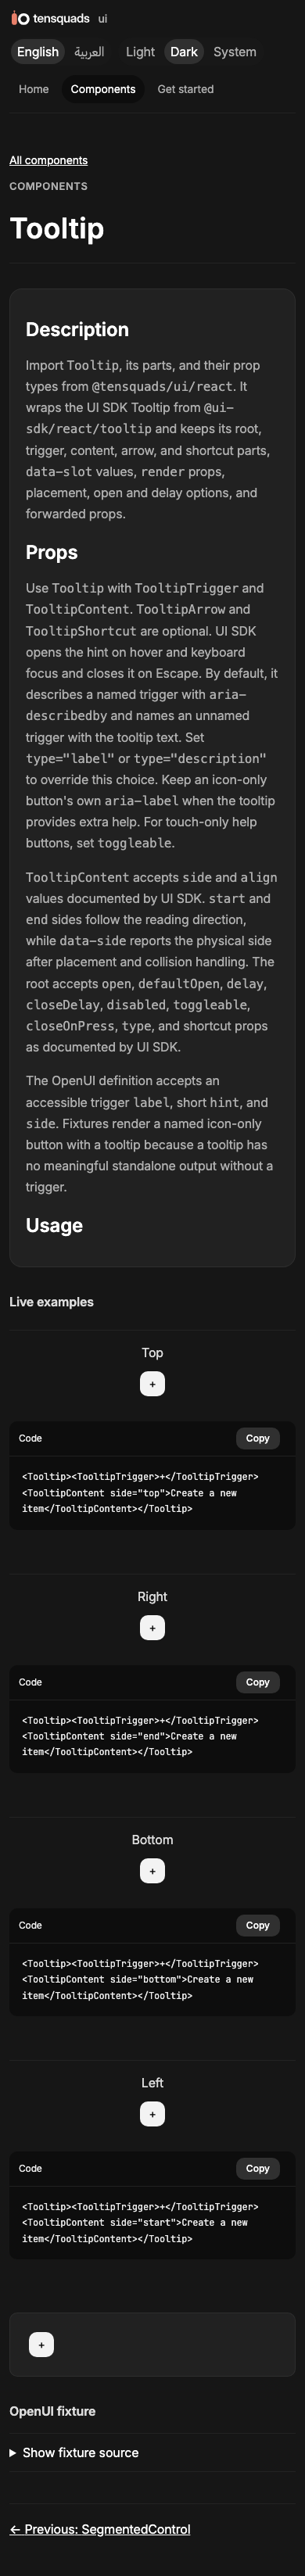 tensquads ui
English العربية Light Dark System
Home Components Get started
All components
COMPONENTS
Tooltip
Description
Import Tooltip, its parts, and their prop
types from @tensquads/ui/react. It
wraps the UI SDK Tooltip from @ui-
sdk/react/tooltip and keeps its root,
trigger, content, arrow, and shortcut parts,
data-slot values, render props,
placement, open and delay options, and
forwarded props.
Props
Use Tooltip with TooltipTrigger and
TooltipContent. TooltipArrow and
TooltipShortcut are optional. UI SDK
opens the hint on hover and keyboard
focus and closes it on Escape. By default, it
describes a named trigger with aria-
describedby and names an unnamed
trigger with the tooltip text. Set
type="label" or type="description"
to override this choice. Keep an icon-only
button's own aria-label when the tooltip
provides extra help. For touch-only help
buttons, set toggleable.
TooltipContent accepts side and align
values documented by UI SDK. start and
end sides follow the reading direction,
while data-side reports the physical side
after placement and collision handling. The
root accepts open, defaultOpen, delay,
closeDelay, disabled, toggleable,
closeOnPress, type, and shortcut props
as documented by UI SDK.
The OpenUI definition accepts an
accessible trigger label, short hint, and
side. Fixtures render a named icon-only
button with a tooltip because a tooltip has
no meaningful standalone output without a
trigger.
Usage
Live examples
Top
+
Code Copy
<Tooltip><TooltipTrigger>+</TooltipTrigger>
<TooltipContent side="top">Create a new
item</TooltipContent></Tooltip>
Right
+
Code Copy
<Tooltip><TooltipTrigger>+</TooltipTrigger>
<TooltipContent side="end">Create a new
item</TooltipContent></Tooltip>
Bottom
+
Code Copy
<Tooltip><TooltipTrigger>+</TooltipTrigger>
<TooltipContent side="bottom">Create a new
item</TooltipContent></Tooltip>
Left
+
Code Copy
<Tooltip><TooltipTrigger>+</TooltipTrigger>
<TooltipContent side="start">Create a new
item</TooltipContent></Tooltip>
+
OpenUI fixture
▶ Show fixture source
← Previous: SegmentedControl